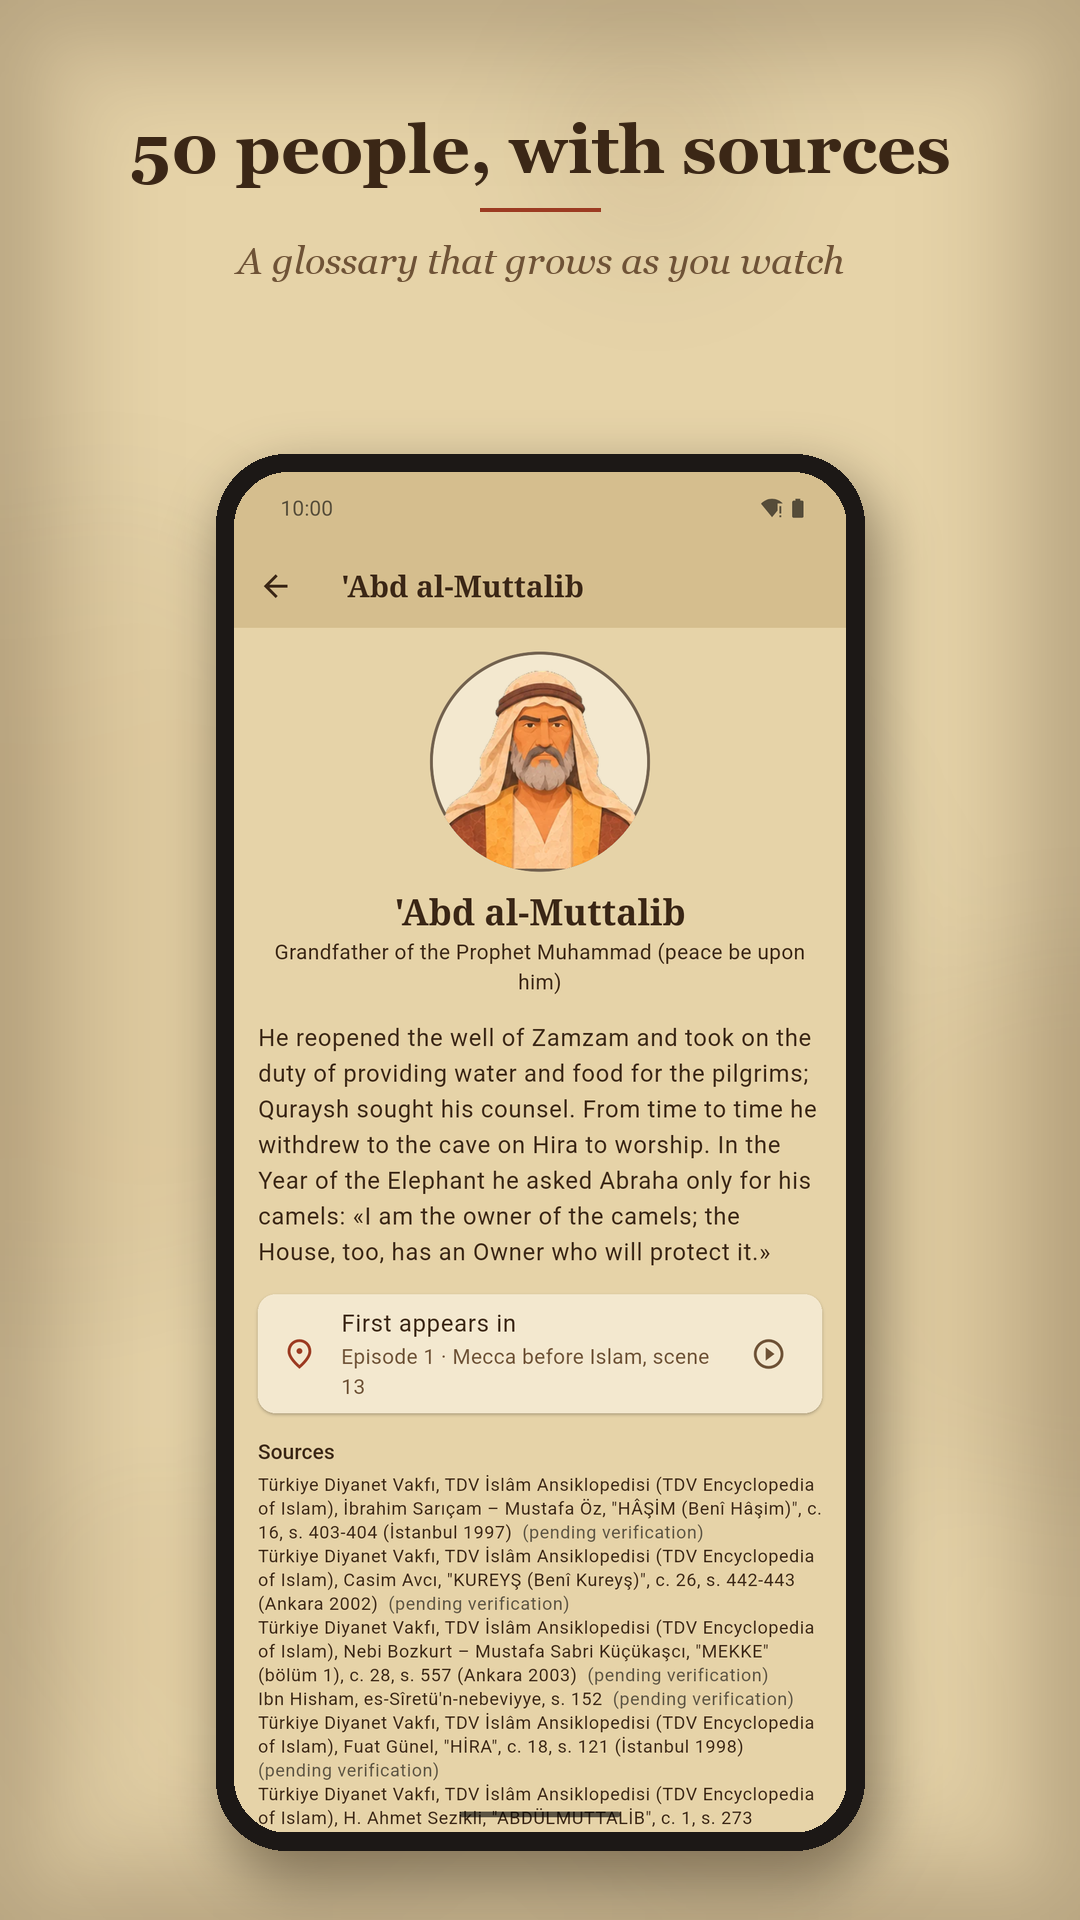 50 people, with sources
A glossary that grows as you watch
10:00
'Abd al-Muttalib
'Abd al-Muttalib
Grandfather of the Prophet Muhammad (peace be upon
him)
He reopened the well of Zamzam and took on the
duty of providing water and food for the pilgrims;
Quraysh sought his counsel. From time to time he
withdrew to the cave on Hira to worship. In the
Year of the Elephant he asked Abraha only for his
camels: «I am the owner of the camels; the
House, too, has an Owner who will protect it.»
First appears in
Episode 1 · Mecca before Islam, scene
13
Sources
Türkiye Diyanet Vakfı, TDV İslâm Ansiklopedisi (TDV Encyclopedia
of Islam), İbrahim Sarıçam – Mustafa Öz, "HÂŞİM (Benî Hâşim)", c.
16, s. 403-404 (İstanbul 1997) (pending verification)
Türkiye Diyanet Vakfı, TDV İslâm Ansiklopedisi (TDV Encyclopedia
of Islam), Casim Avcı, "KUREYŞ (Benî Kureyş)", c. 26, s. 442-443
(Ankara 2002) (pending verification)
Türkiye Diyanet Vakfı, TDV İslâm Ansiklopedisi (TDV Encyclopedia
of Islam), Nebi Bozkurt – Mustafa Sabri Küçükaşcı, "MEKKE"
(bölüm 1), c. 28, s. 557 (Ankara 2003) (pending verification)
Ibn Hisham, es-Sîretü'n-nebeviyye, s. 152 (pending verification)
Türkiye Diyanet Vakfı, TDV İslâm Ansiklopedisi (TDV Encyclopedia
of Islam), Fuat Günel, "HİRA", c. 18, s. 121 (İstanbul 1998)
(pending verification)
Türkiye Diyanet Vakfı, TDV İslâm Ansiklopedisi (TDV Encyclopedia
of Islam), H. Ahmet Sezikli, "ABDÜLMUTTALİB", c. 1, s. 273